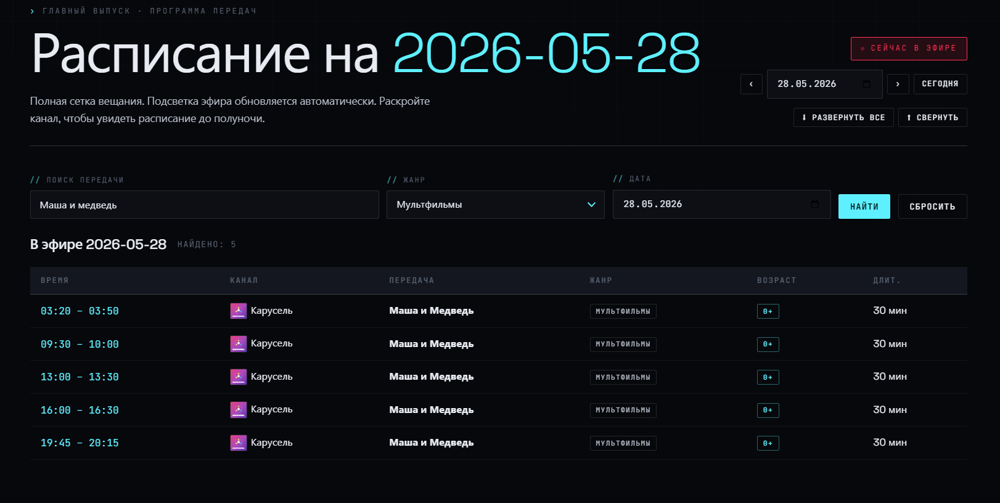 › ГЛАВНЫЙ ВЫПУСК · ПРОГРАММА ПЕРЕДАЧ
Расписание на 2026-05-28
Полная сетка вещания. Подсветка эфира обновляется автоматически. Раскройте
канал, чтобы увидеть расписание до полуночи.
● СЕЙЧАС В ЭФИРЕ
‹ 28.05.2026 › СЕГОДНЯ
⬇ РАЗВЕРНУТЬ ВСЕ ⬆ СВЕРНУТЬ
// ПОИСК ПЕРЕДАЧИ // ЖАНР // ДАТА
Маша и медведь Мультфильмы 28.05.2026 НАЙТИ СБРОСИТЬ
В эфире 2026-05-28 НАЙДЕНО: 5
ВРЕМЯ КАНАЛ ПЕРЕДАЧА ЖАНР ВОЗРАСТ ДЛИТ.
03:20 – 03:50 Карусель Маша и Медведь МУЛЬТФИЛЬМЫ 0+ 30 мин
09:30 – 10:00 Карусель Маша и Медведь МУЛЬТФИЛЬМЫ 0+ 30 мин
13:00 – 13:30 Карусель Маша и Медведь МУЛЬТФИЛЬМЫ 0+ 30 мин
16:00 – 16:30 Карусель Маша и Медведь МУЛЬТФИЛЬМЫ 0+ 30 мин
19:45 – 20:15 Карусель Маша и Медведь МУЛЬТФИЛЬМЫ 0+ 30 мин